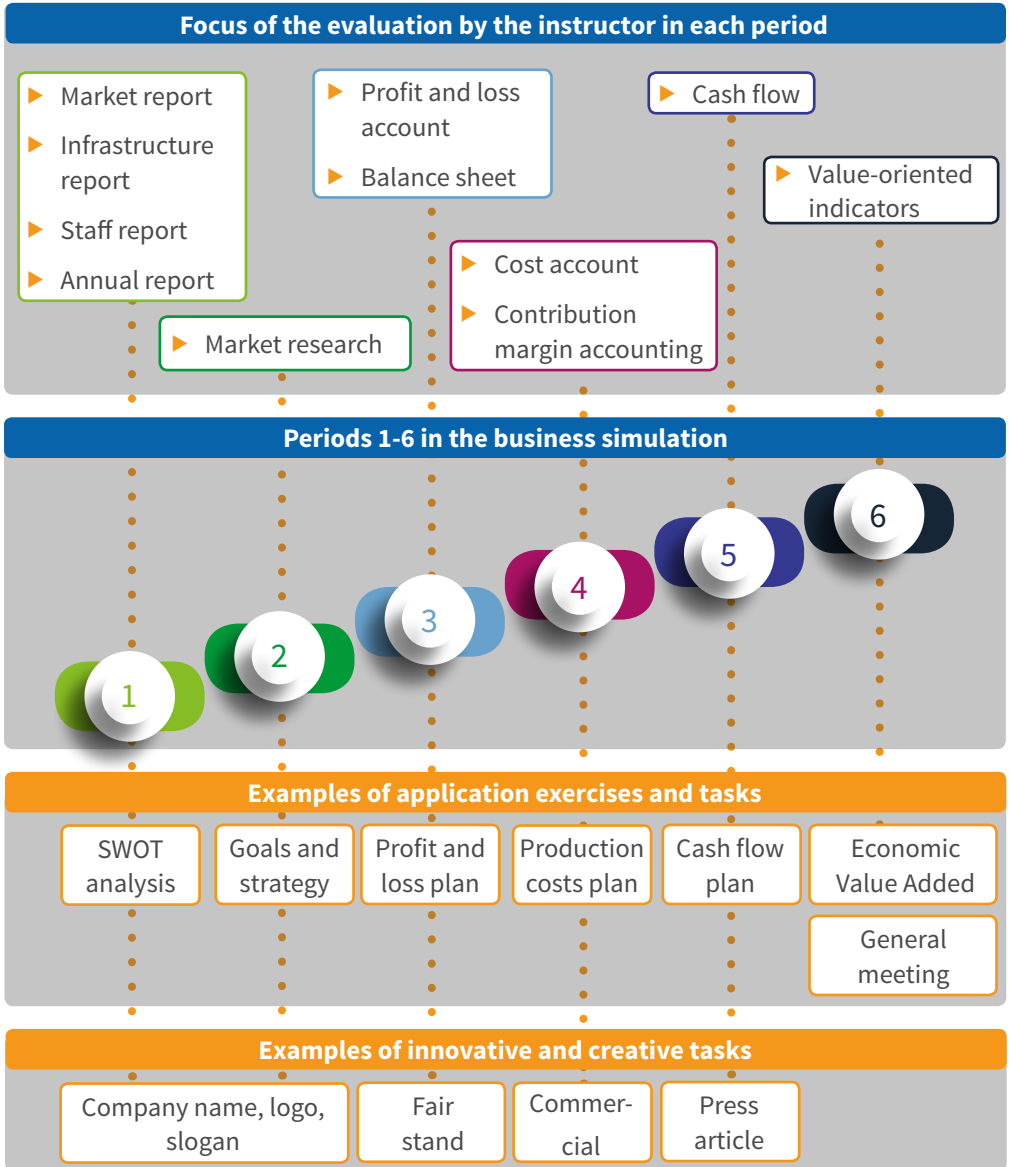 Focus of the evaluation by the instructor in each period
Market report
Infrastructure
report
Staff report
Annual report
Market research
Profit and loss
account
Balance sheet
Cost account
Contribution
margin accounting
Cash flow
Value-oriented
indicators
Periods 1-6 in the business simulation
1
2
3
4
5
6
Examples of application exercises and tasks
SWOT
analysis
Goals and
strategy
Profit and
loss plan
Production
costs plan
Cash flow
plan
Economic
Value Added
General
meeting
Examples of innovative and creative tasks
Company name, logo,
slogan
Fair
stand
Commer-
cial
Press
article